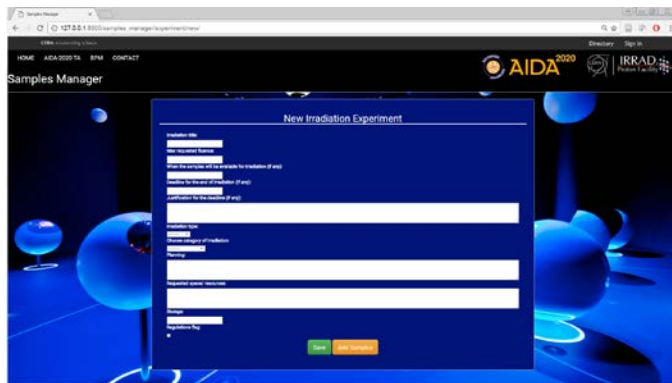 Samples Manager
127.0.0.1:8000/samples_manager/experiment/new/
CERN Accelerating science
Directory Sign in
HOME AIDA-2020 TA BPM CONTACT
AIDA2020
CERN
IRRAD
Proton Facility
Samples Manager
New Irradiation Experiment
Irradiation title:
Max requested fluence:
When the samples will be available for irradiation (if any):
Deadline for the end of irradiation (if any):
Justification for the deadline (if any):
Irradiation type:
Choose category of irradiation:
Planning:
Requested special resources:
Storage:
Regulations flag:
Save Add Samples